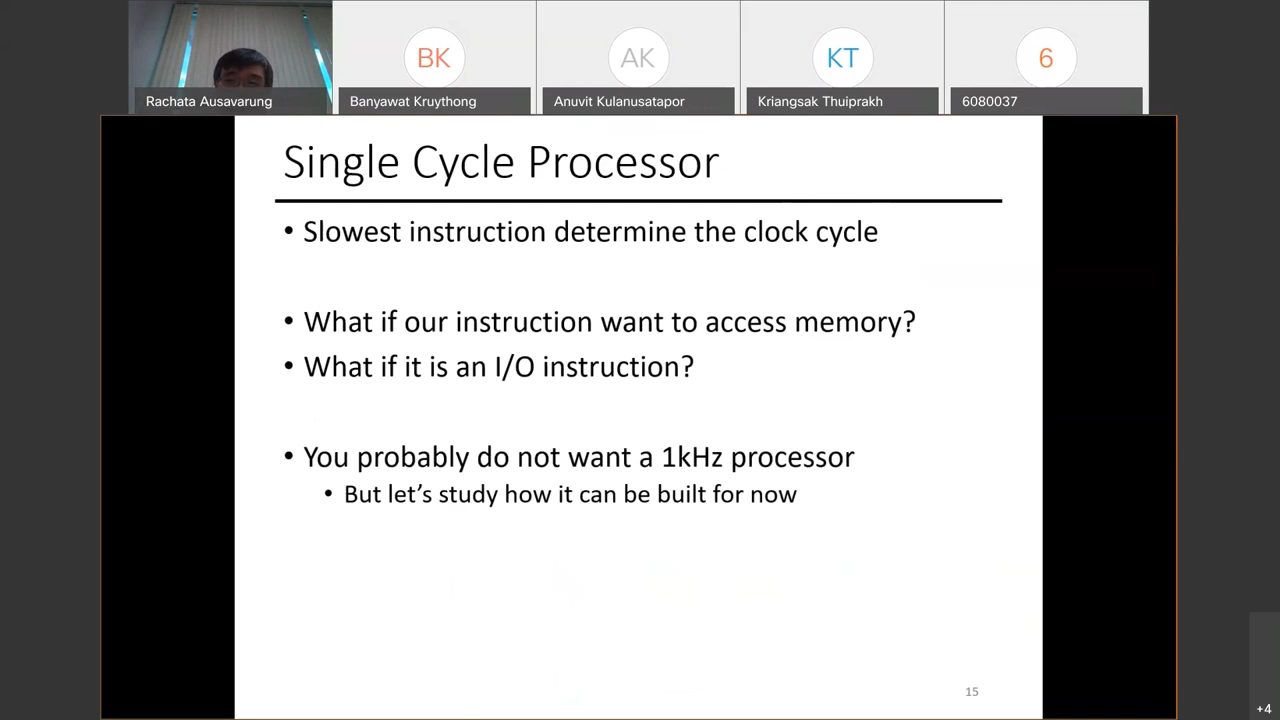 BK
AK
KT
6
Rachata Ausavarung
Banyawat Kruythong
Anuvit Kulanusatapor
Kriangsak Thuiprakh
6080037
Single Cycle Processor
• Slowest instruction determine the clock cycle
• What if our instruction want to access memory?
• What if it is an I/O instruction?
• You probably do not want a 1kHz processor
• But let's study how it can be built for now
15
+4